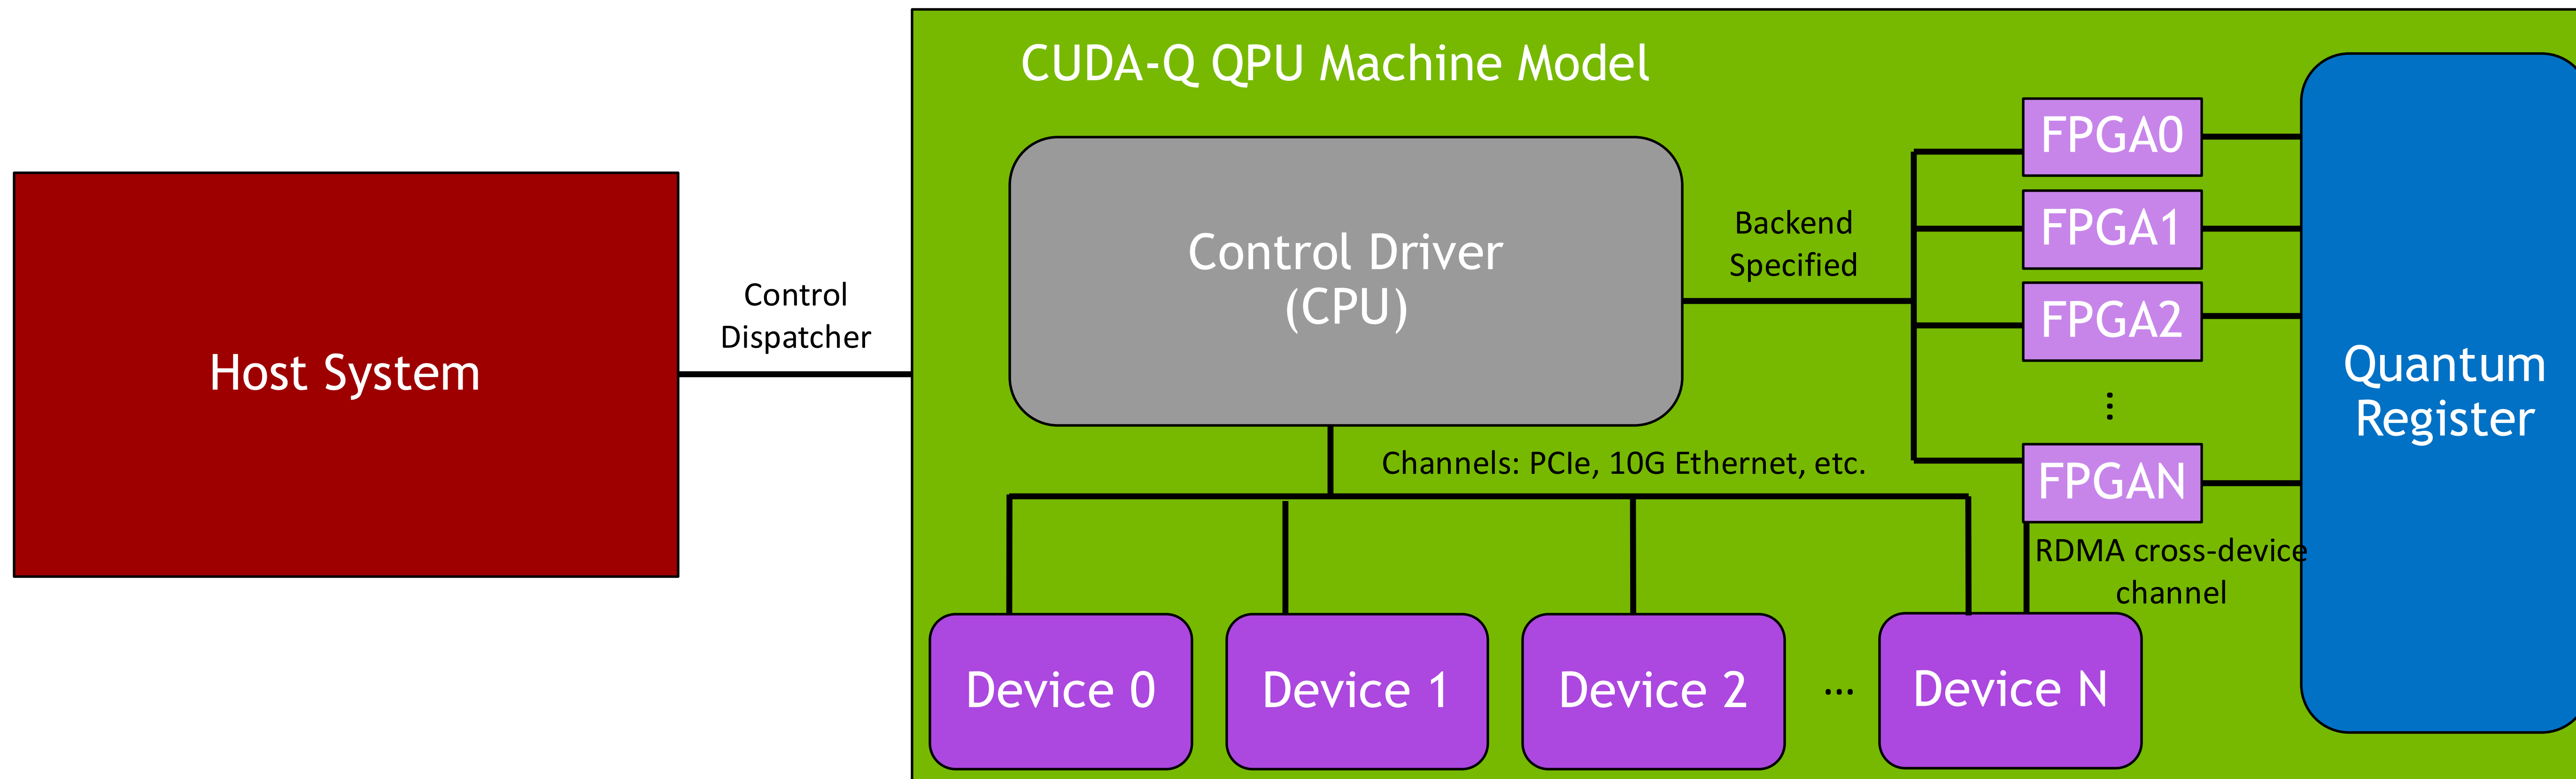 CUDA-Q QPU Machine Model
Host System
Control
Dispatcher
Control Driver
(CPU)
Backend
Specified
FPGA0
FPGA1
FPGA2
⋮
FPGAN
Quantum
Register
Channels: PCIe, 10G Ethernet, etc.
RDMA cross-device
channel
Device 0
Device 1
Device 2
...
Device N